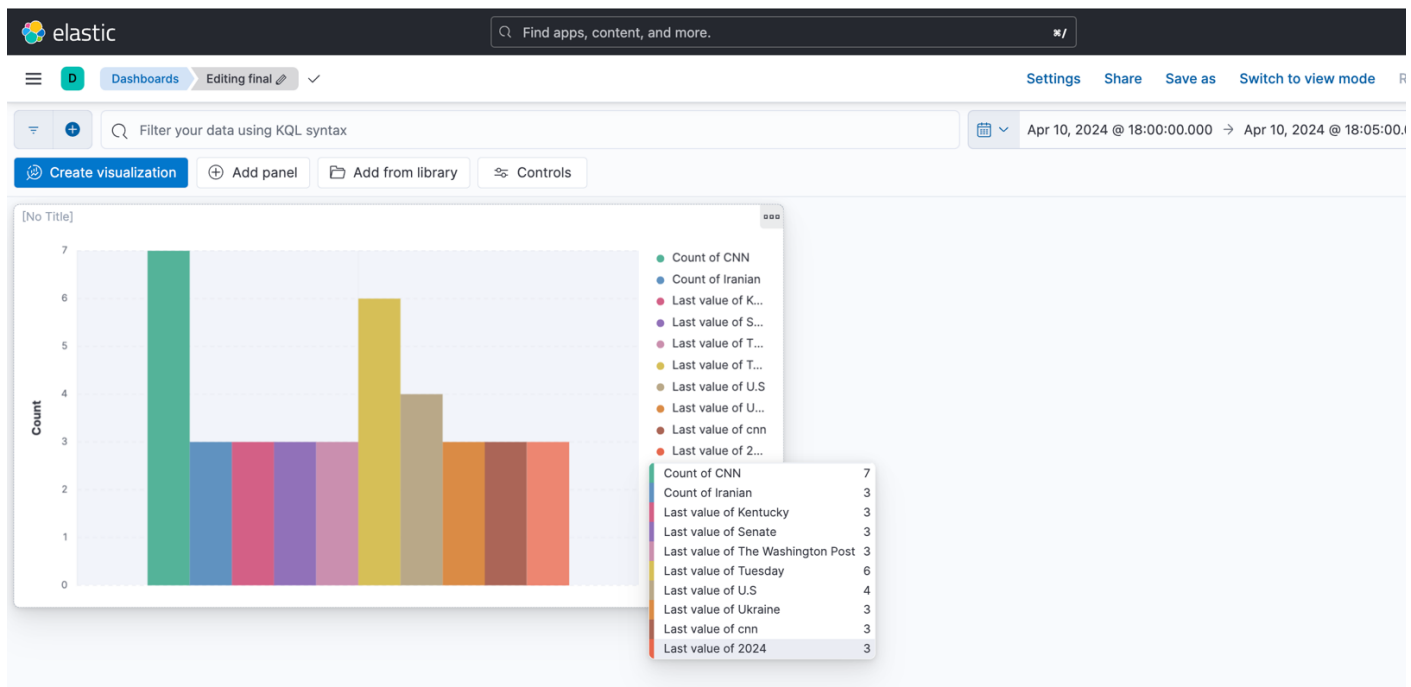 elastic
Find apps, content, and more.
⌘/
D
Dashboards
Editing final
Settings
Share
Save as
Switch to view mode
Filter your data using KQL syntax
Apr 10, 2024 @ 18:00:00.000 → Apr 10, 2024 @ 18:05:00.
Create visualization
Add panel
Add from library
Controls
[No Title]
7
6
5
4
3
2
1
0
Count
Count of CNN
Count of Iranian
Last value of K...
Last value of S...
Last value of T...
Last value of T...
Last value of U.S
Last value of U...
Last value of cnn
Last value of 2...
Count of CNN 7
Count of Iranian 3
Last value of Kentucky 3
Last value of Senate 3
Last value of The Washington Post 3
Last value of Tuesday 6
Last value of U.S 4
Last value of Ukraine 3
Last value of cnn 3
Last value of 2024 3